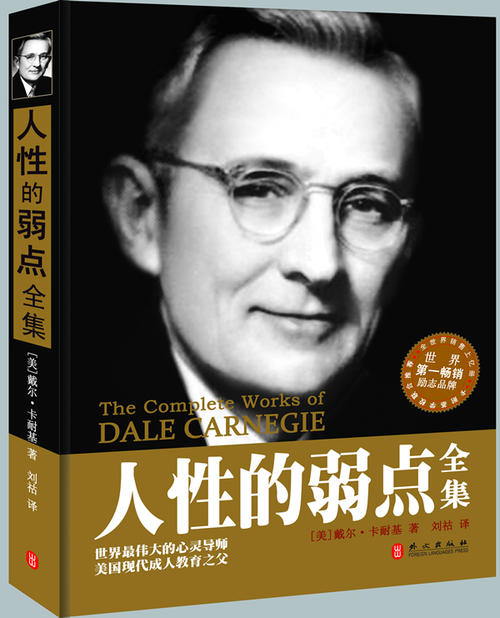 人性的弱点全集
[美]戴尔·卡耐基 著
刘祜 译
世界
第一畅销
励志品牌
The Complete Works of
DALE CARNEGIE
人性的弱点全集
[美]戴尔·卡耐基 著 刘祜 译
世界最伟大的心灵导师
美国现代成人教育之父
外文出版社